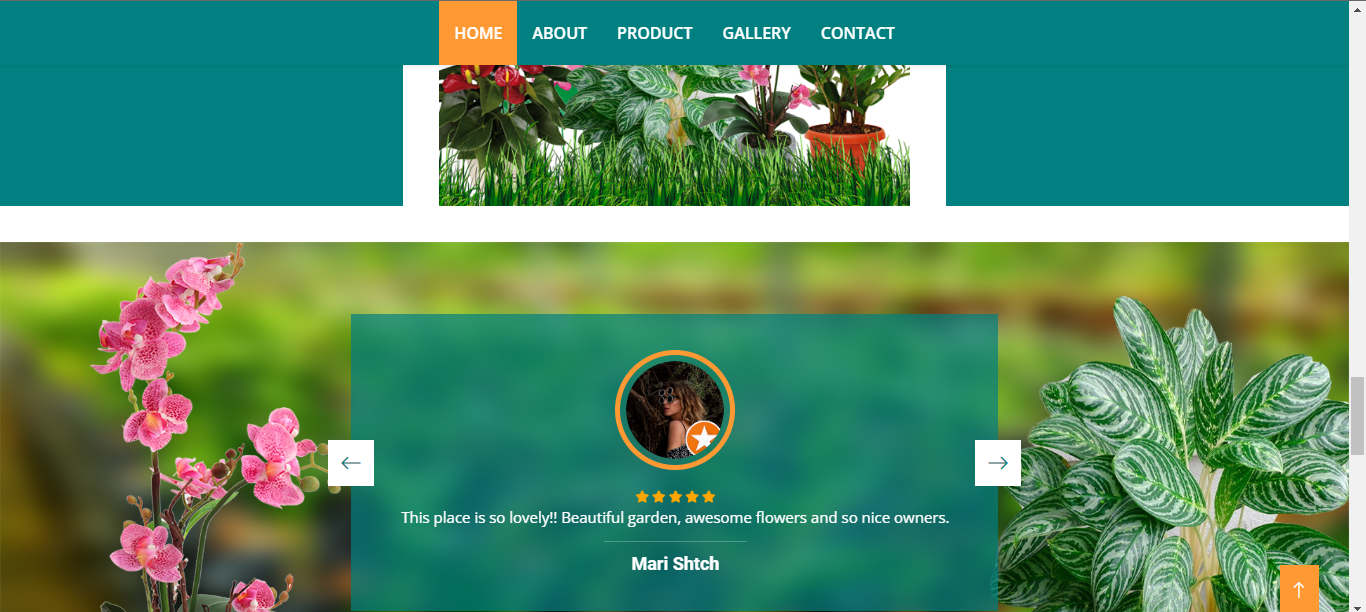 HOME ABOUT PRODUCT GALLERY CONTACT
This place is so lovely!! Beautiful garden, awesome flowers and so nice owners.
Mari Shtch